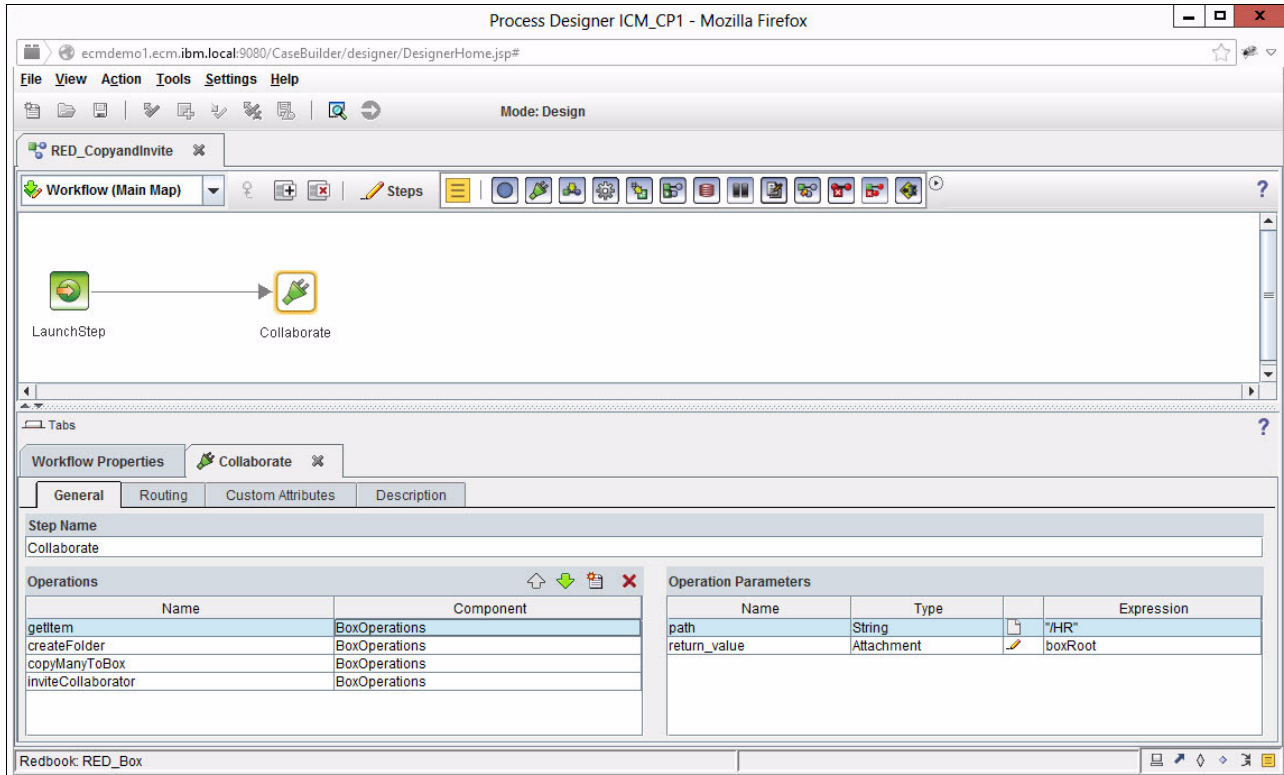 Process Designer ICM_CP1 - Mozilla Firefox
ecmdemo1.ecm.ibm.local:9080/CaseBuilder/designer/DesignerHome.jsp#
File View Action Tools Settings Help
Mode: Design
RED_CopyandInvite
Workflow (Main Map) Steps ?
LaunchStep Collaborate
Tabs ?
Workflow Properties Collaborate
General Routing Custom Attributes Description
Step Name
Collaborate
Operations Operation Parameters
Name Component Name Type Expression
getItem BoxOperations path String "/HR"
createFolder BoxOperations return_value Attachment boxRoot
copyManyToBox BoxOperations
inviteCollaborator BoxOperations
Redbook: RED_Box